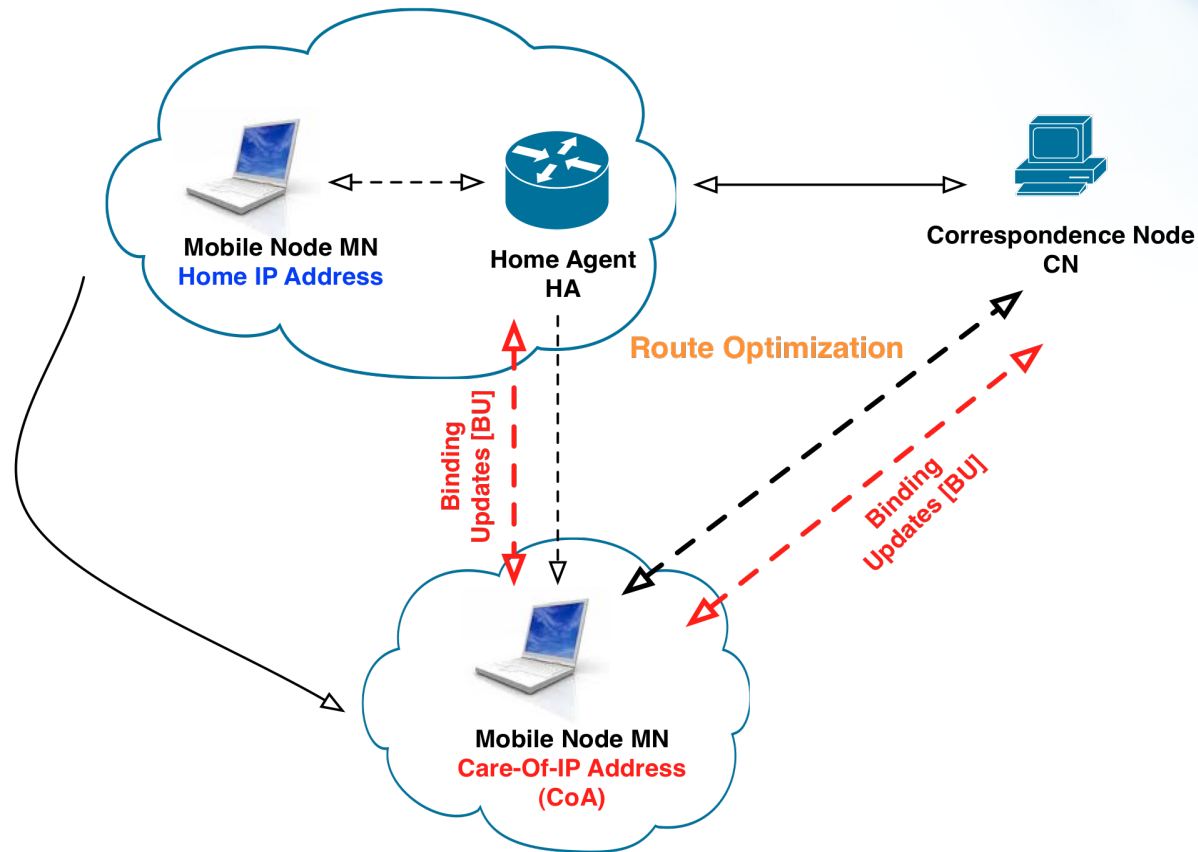 Mobile Node MN
Home IP Address
Home Agent
HA
Correspondence Node
CN
Route Optimization
Binding
Updates [BU]
Binding
Updates [BU]
Mobile Node MN
Care-Of-IP Address
(CoA)